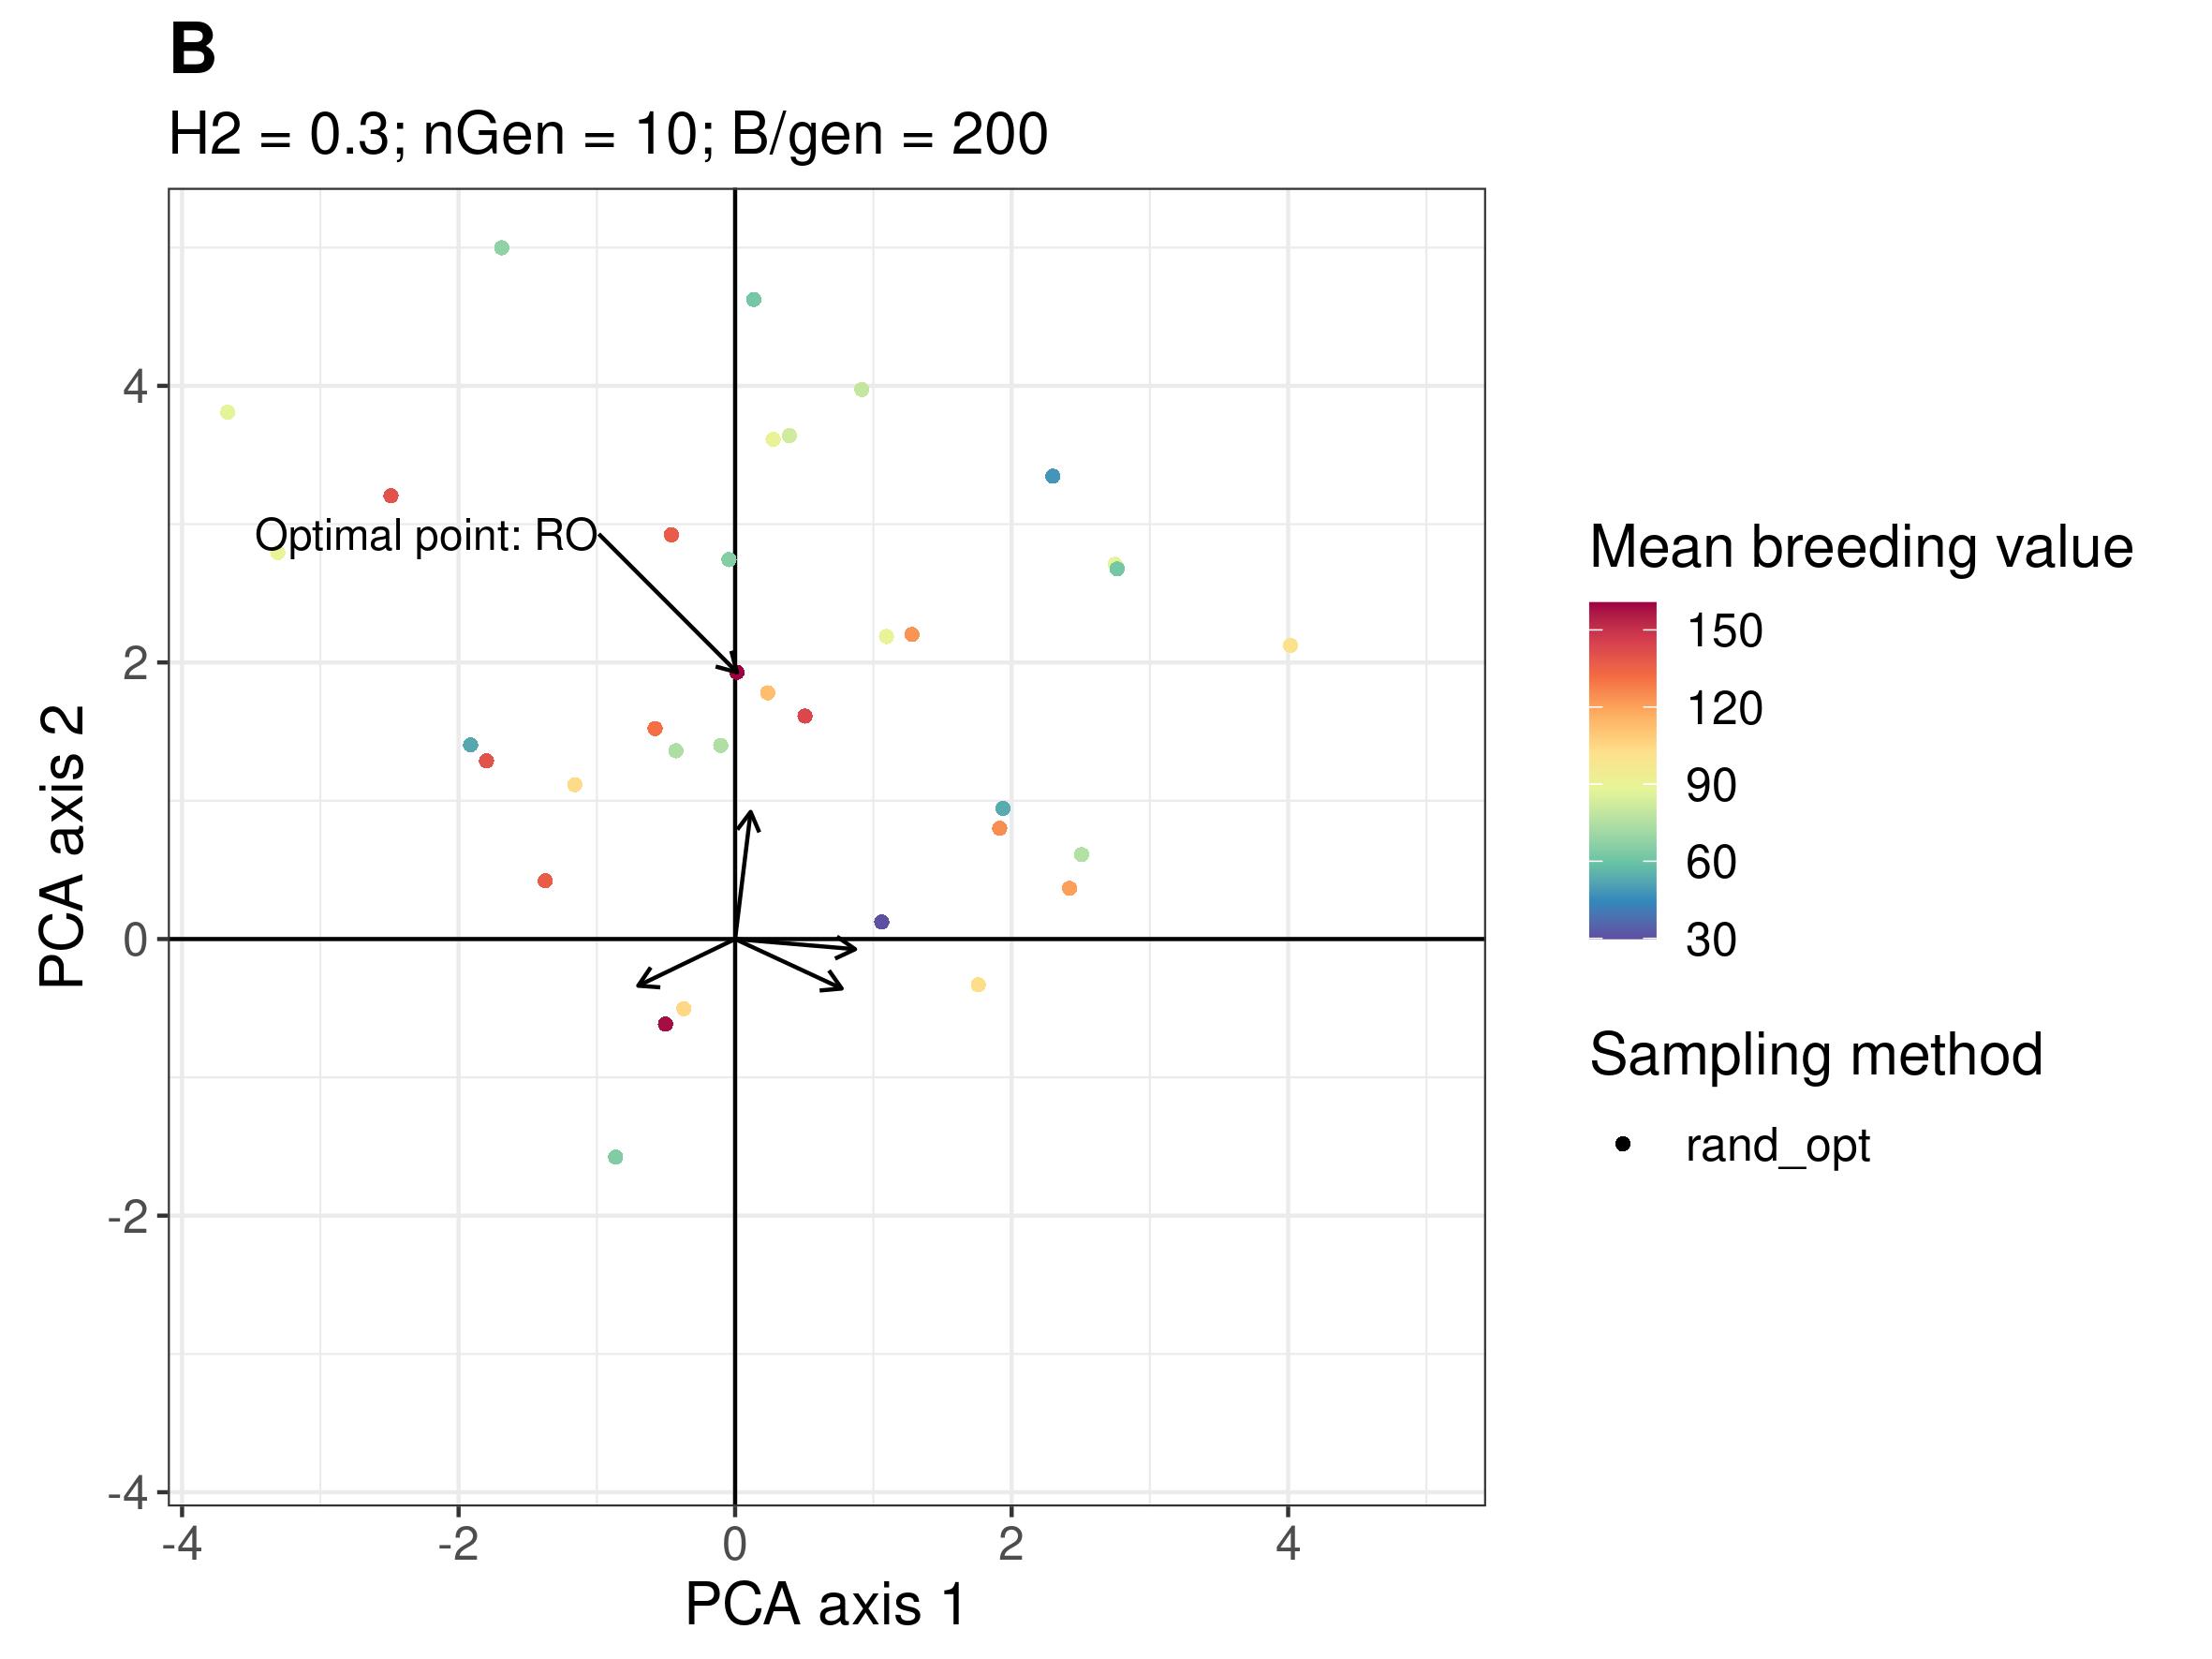 B
H2 = 0.3; nGen = 10; B/gen = 200
Optimal point: RO
PCA axis 2
4
2
0
-2
-4
-4
-2
0
2
4
PCA axis 1
Mean breeding value
150
120
90
60
30
Sampling method
rand_opt